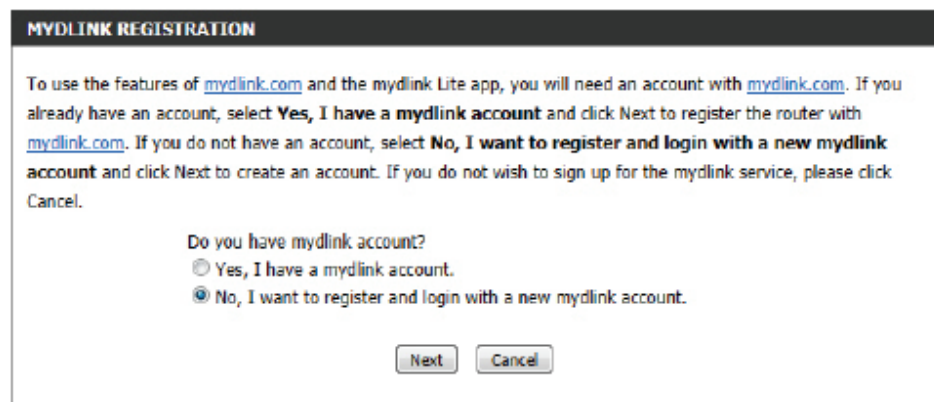 MYDLINK REGISTRATION
To use the features of mydlink.com and the mydlink Lite app, you will need an account with mydlink.com. If you
already have an account, select Yes, I have a mydlink account and click Next to register the router with
mydlink.com. If you do not have an account, select No, I want to register and login with a new mydlink
account and click Next to create an account. If you do not wish to sign up for the mydlink service, please click
Cancel.
Do you have mydlink account?
Yes, I have a mydlink account.
No, I want to register and login with a new mydlink account.
Next Cancel